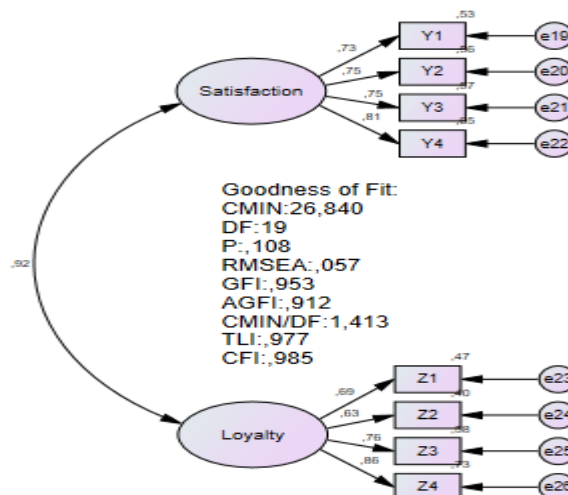 ,53
Y1
e19
,73
Y2
e20
,75
Satisfaction
,75
,57
Y3
e21
,81
Y4
e22
Goodness of Fit:
CMIN:26,840
DF:19
P:,108
RMSEA:,057
,92
GFI:,953
AGFI:,912
CMIN/DF:1,413
TLI:,977
CFI:,985
,47
Z1
e23
,69
,40
Z2
e24
,63
Loyalty
,76
Z3
e25
,86
,73
Z4
e26